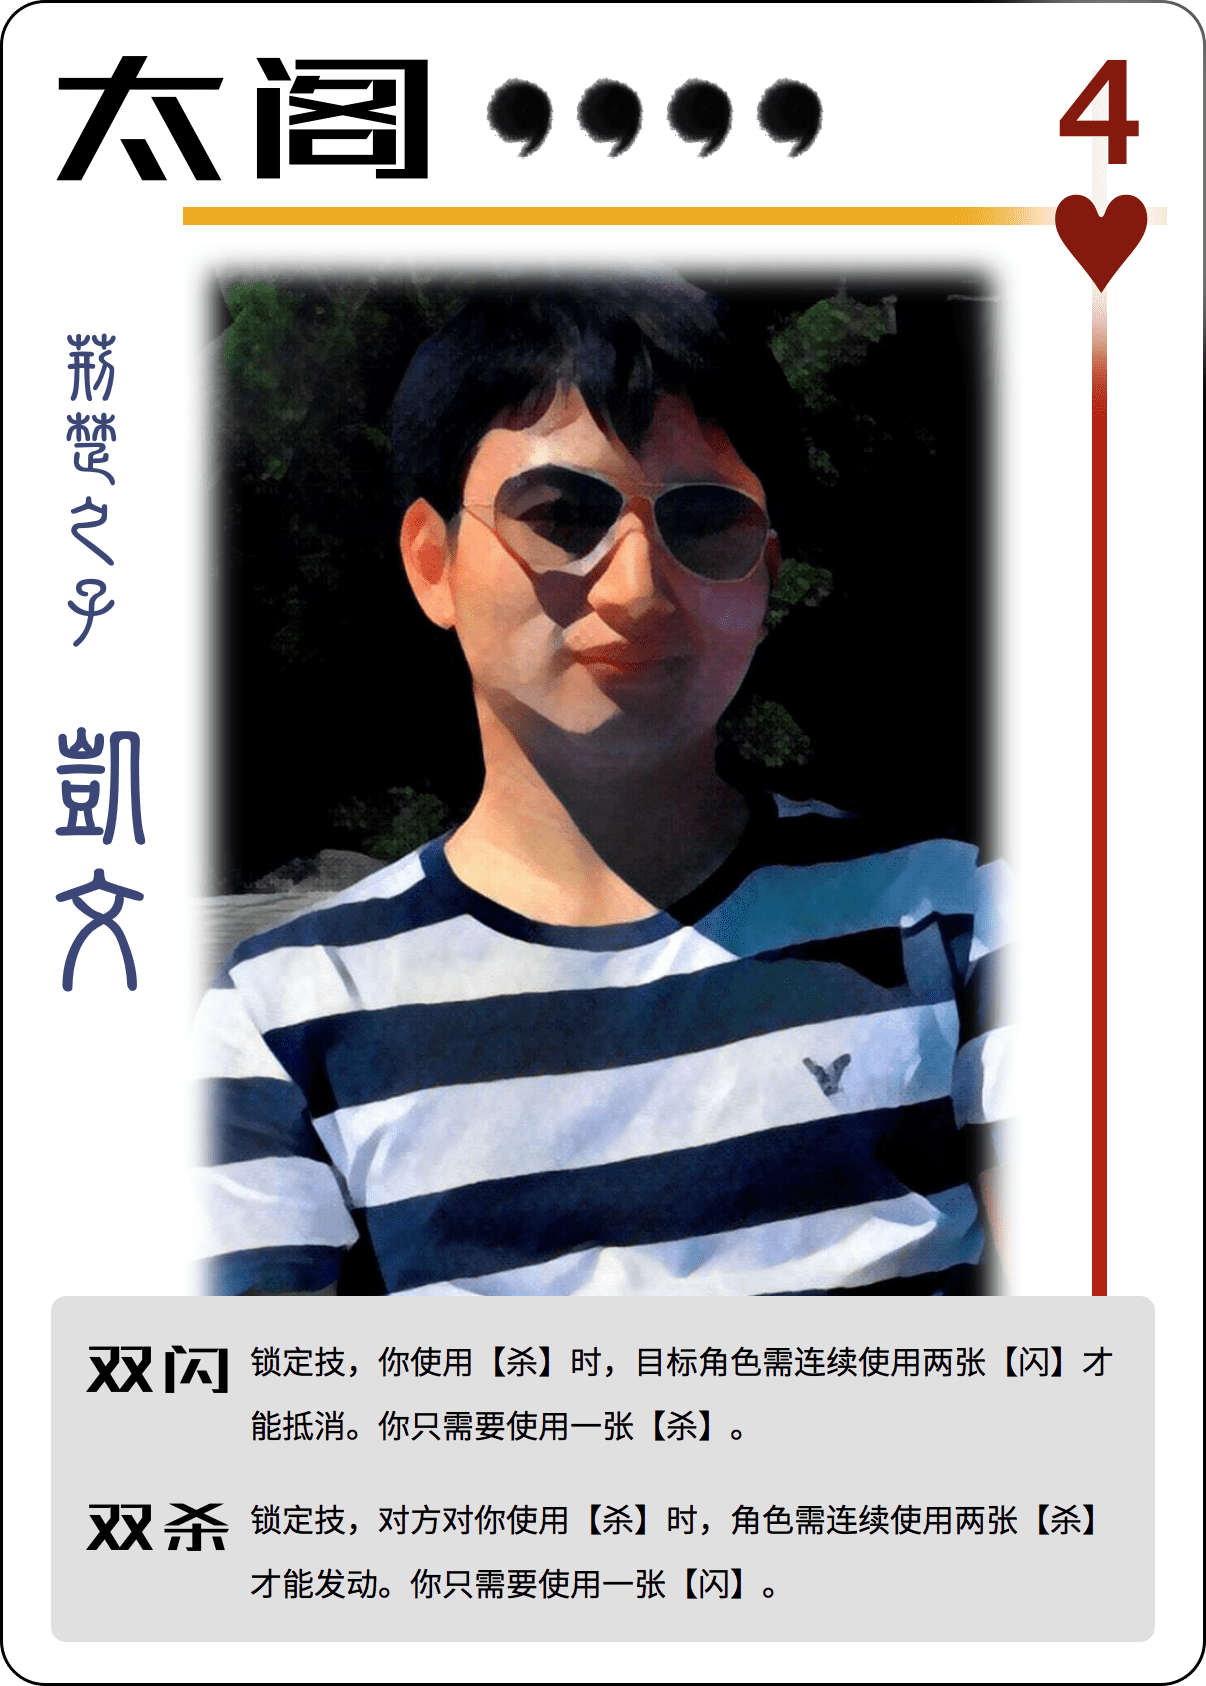 太阁
4
荆楚之子
凱文
双闪 锁定技，你使用【杀】时，目标角色需连续使用两张【闪】才
能抵消。你只需要使用一张【杀】。
双杀 锁定技，对方对你使用【杀】时，角色需连续使用两张【杀】
才能发动。你只需要使用一张【闪】。